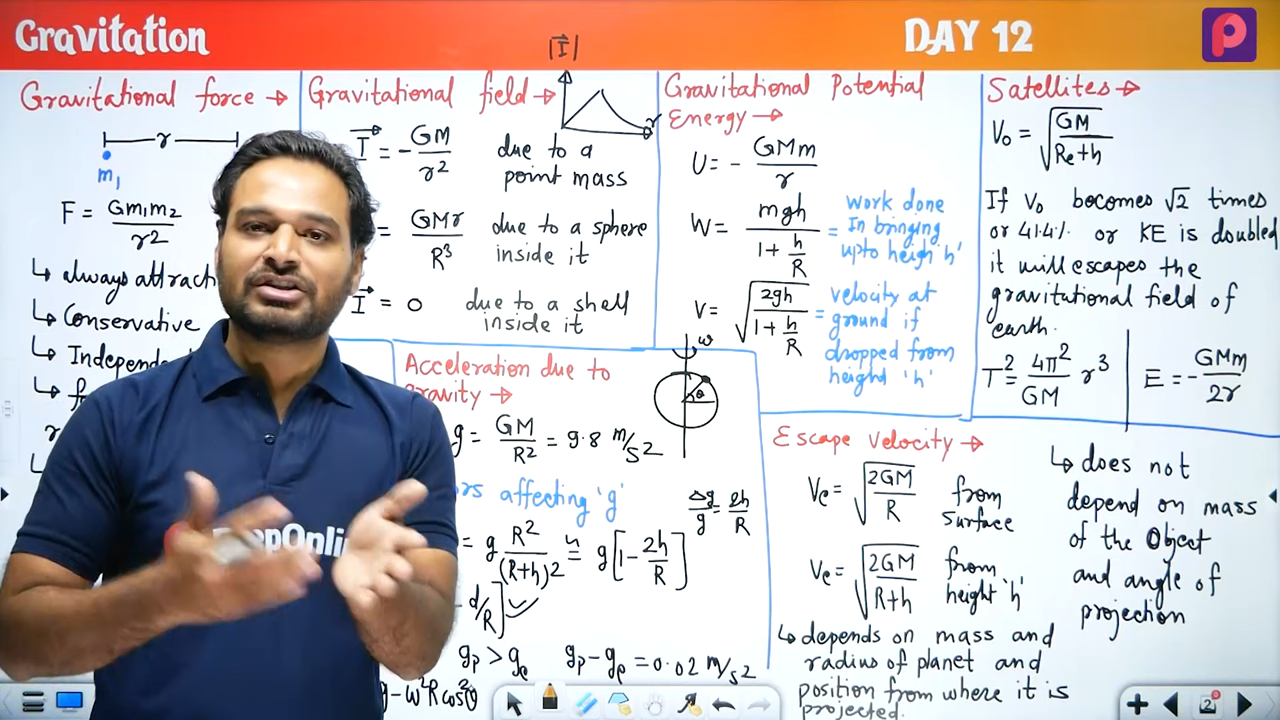 Gravitation
DAY 12
Gravitational force →
r
m₁
F = Gm₁m₂/r²
↳ always attract
↳ Conservative
↳
↳
Gravitational field →
|I⃗|
r
I⃗ = -GM/r² due to a
point mass
= GMr/R³ due to a sphere
inside it
I⃗ = 0 due to a shell
inside it
Gravitational Potential
Energy →
U = - GMm/r
W = mgh/(1 + h/R) = work done
In bringing
upto heigh 'h'
V = √(2gh/(1 + h/R)) = velocity at
ground if
dropped from
height 'h'
Satellites →
V₀ = √(GM/(Re+h))
If V₀ becomes √2 times
or 41.4% or KE is doubled
it will escapes the
gravitational field of
earth.
T² = 4π²/GM r³
E = - GMm/2r
Acceleration due to
gravity →
g = GM/R² = 9.8 m/s²
ω
θ
affecting 'g'
Δg/g = 2h/R
= g R²/(R+h)² ≈ g[1 - 2h/R]
- d/R]
gp > ge gp - ge = 0.02 m/s²
g - ω²R cos²θ
Escape velocity →
Ve = √(2GM/R) from
surface
Ve = √(2GM/(R+h)) from
height 'h'
↳ depends on mass and
radius of planet and
position from where it is
projected.
↳ does not
depend on mass
of the Object
and angle of
projection
2